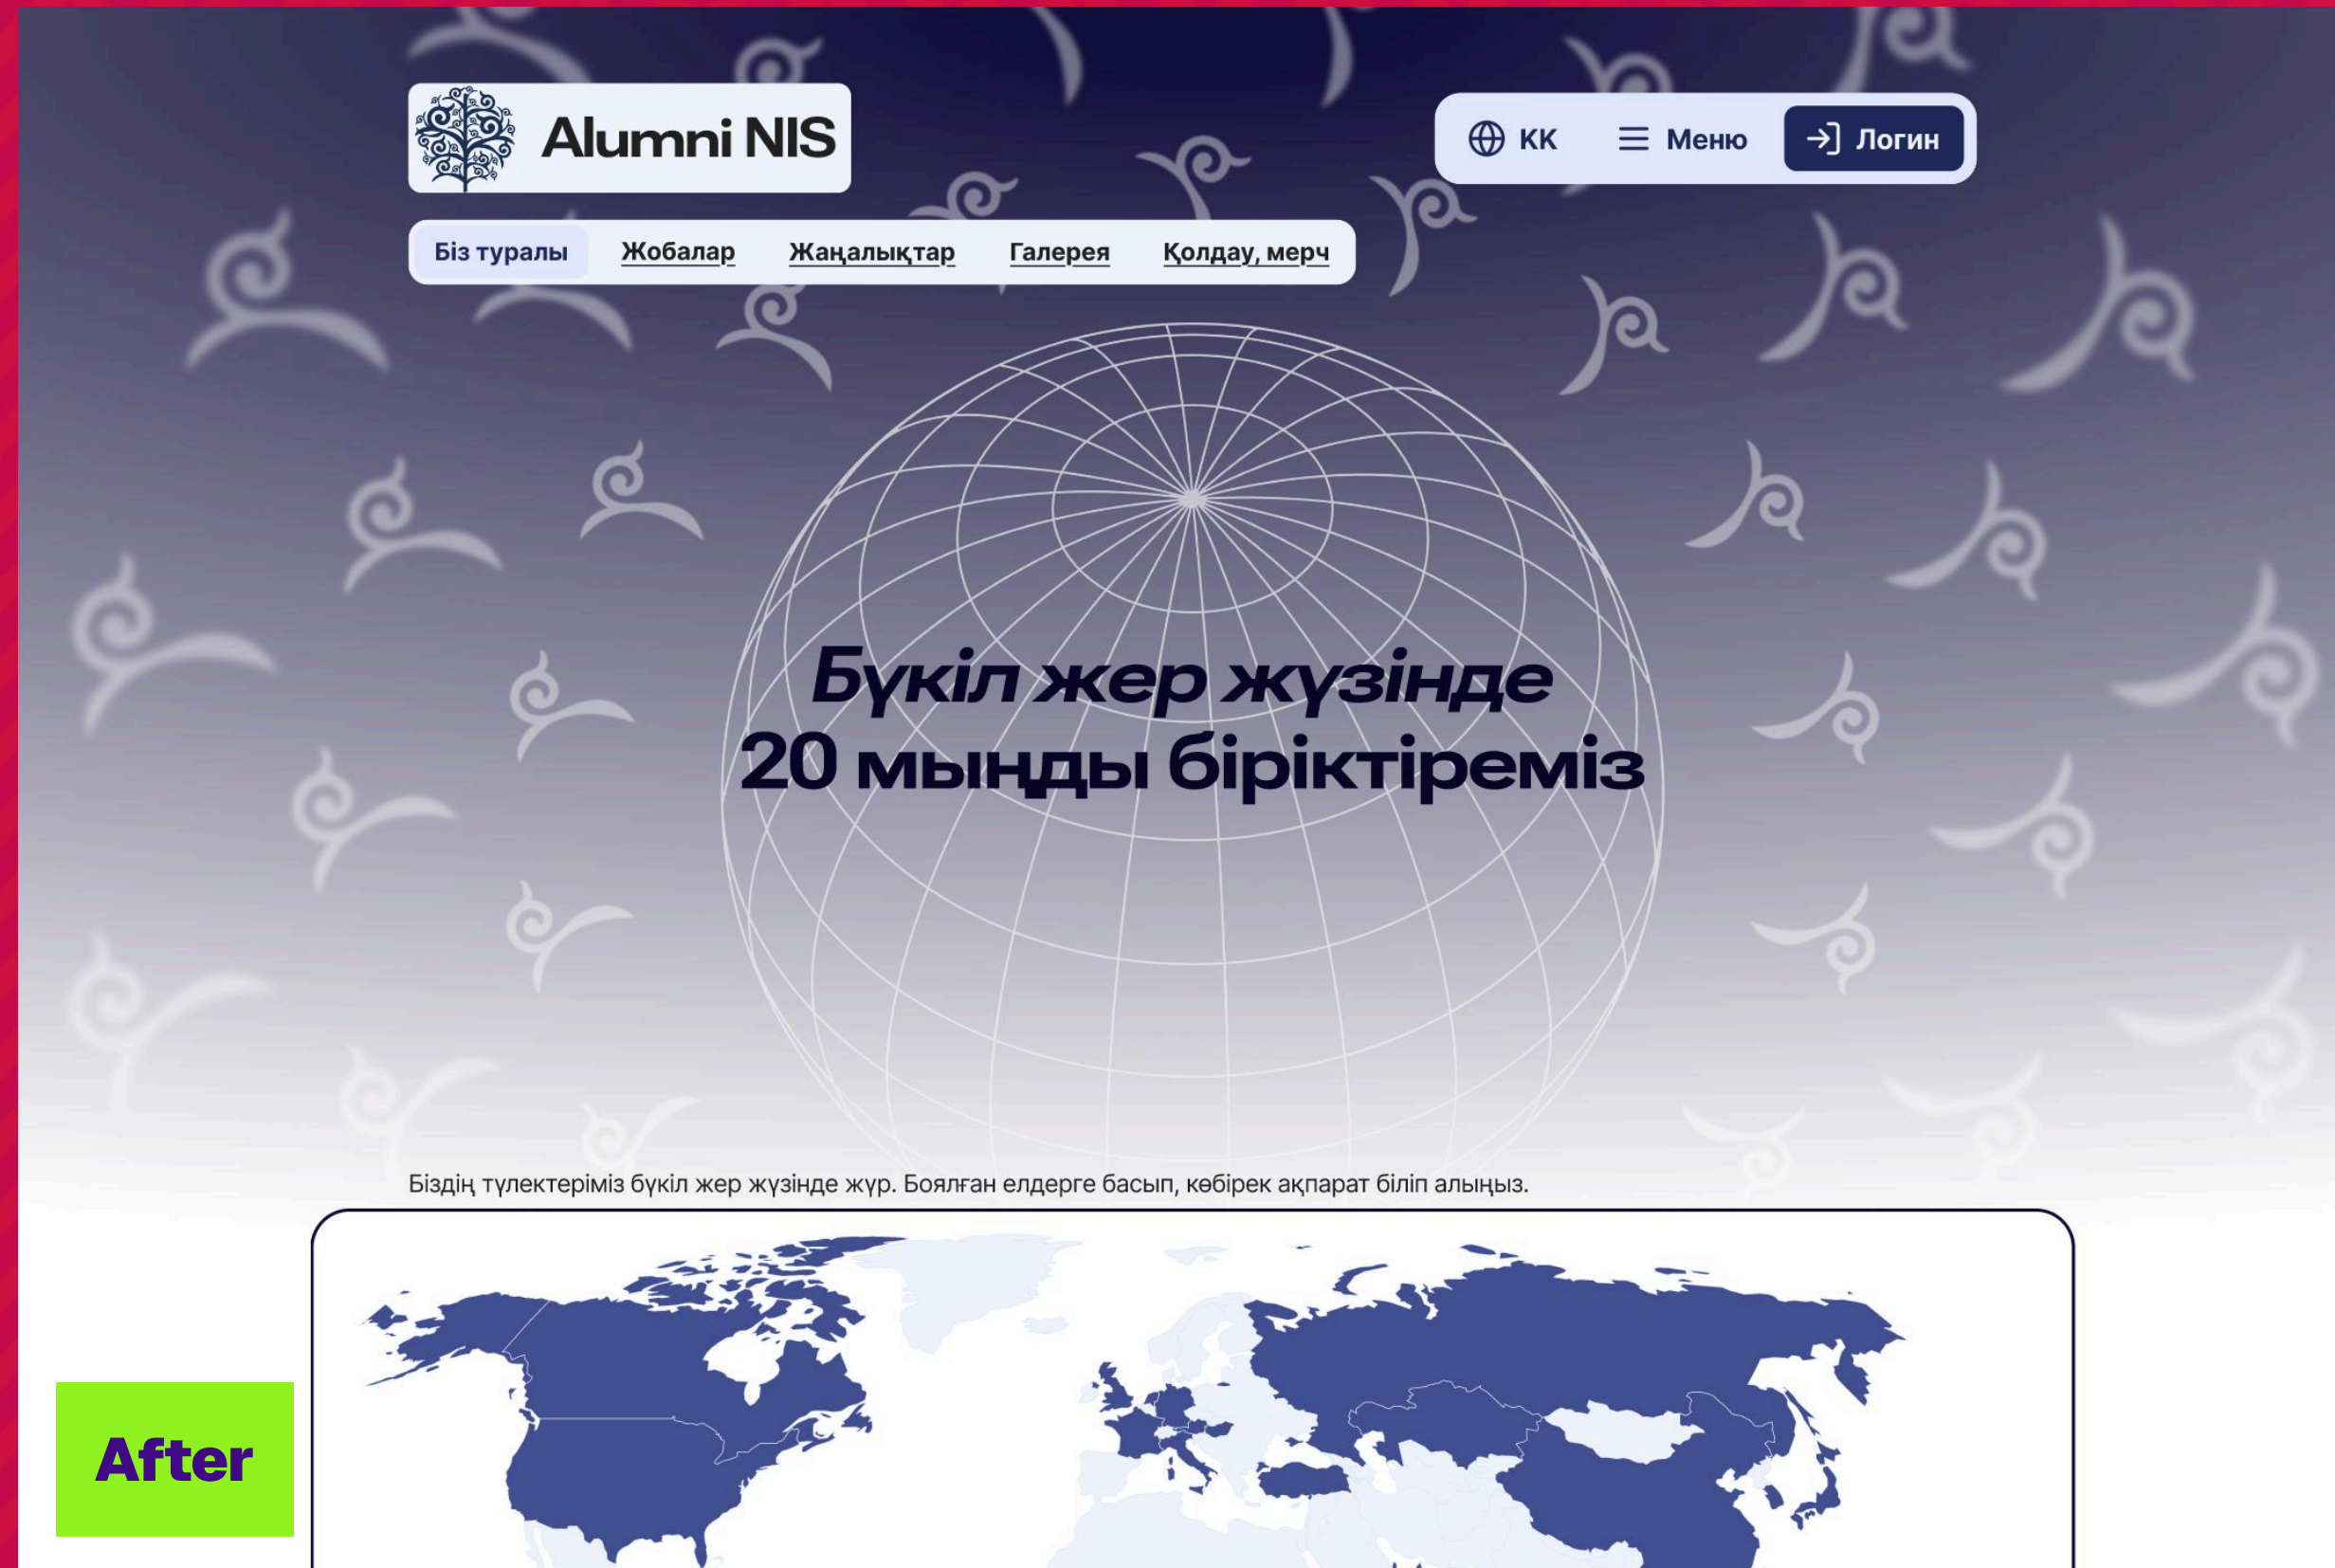 Alumni NIS
KK
Меню
Логин
Біз туралы
Жобалар
Жаңалықтар
Галерея
Қолдау, мерч
Бүкіл жер жүзінде
20 мыңды біріктіреміз
Біздің түлектеріміз бүкіл жер жүзінде жүр. Боялған елдерге басып, көбірек ақпарат біліп алыңыз.
After